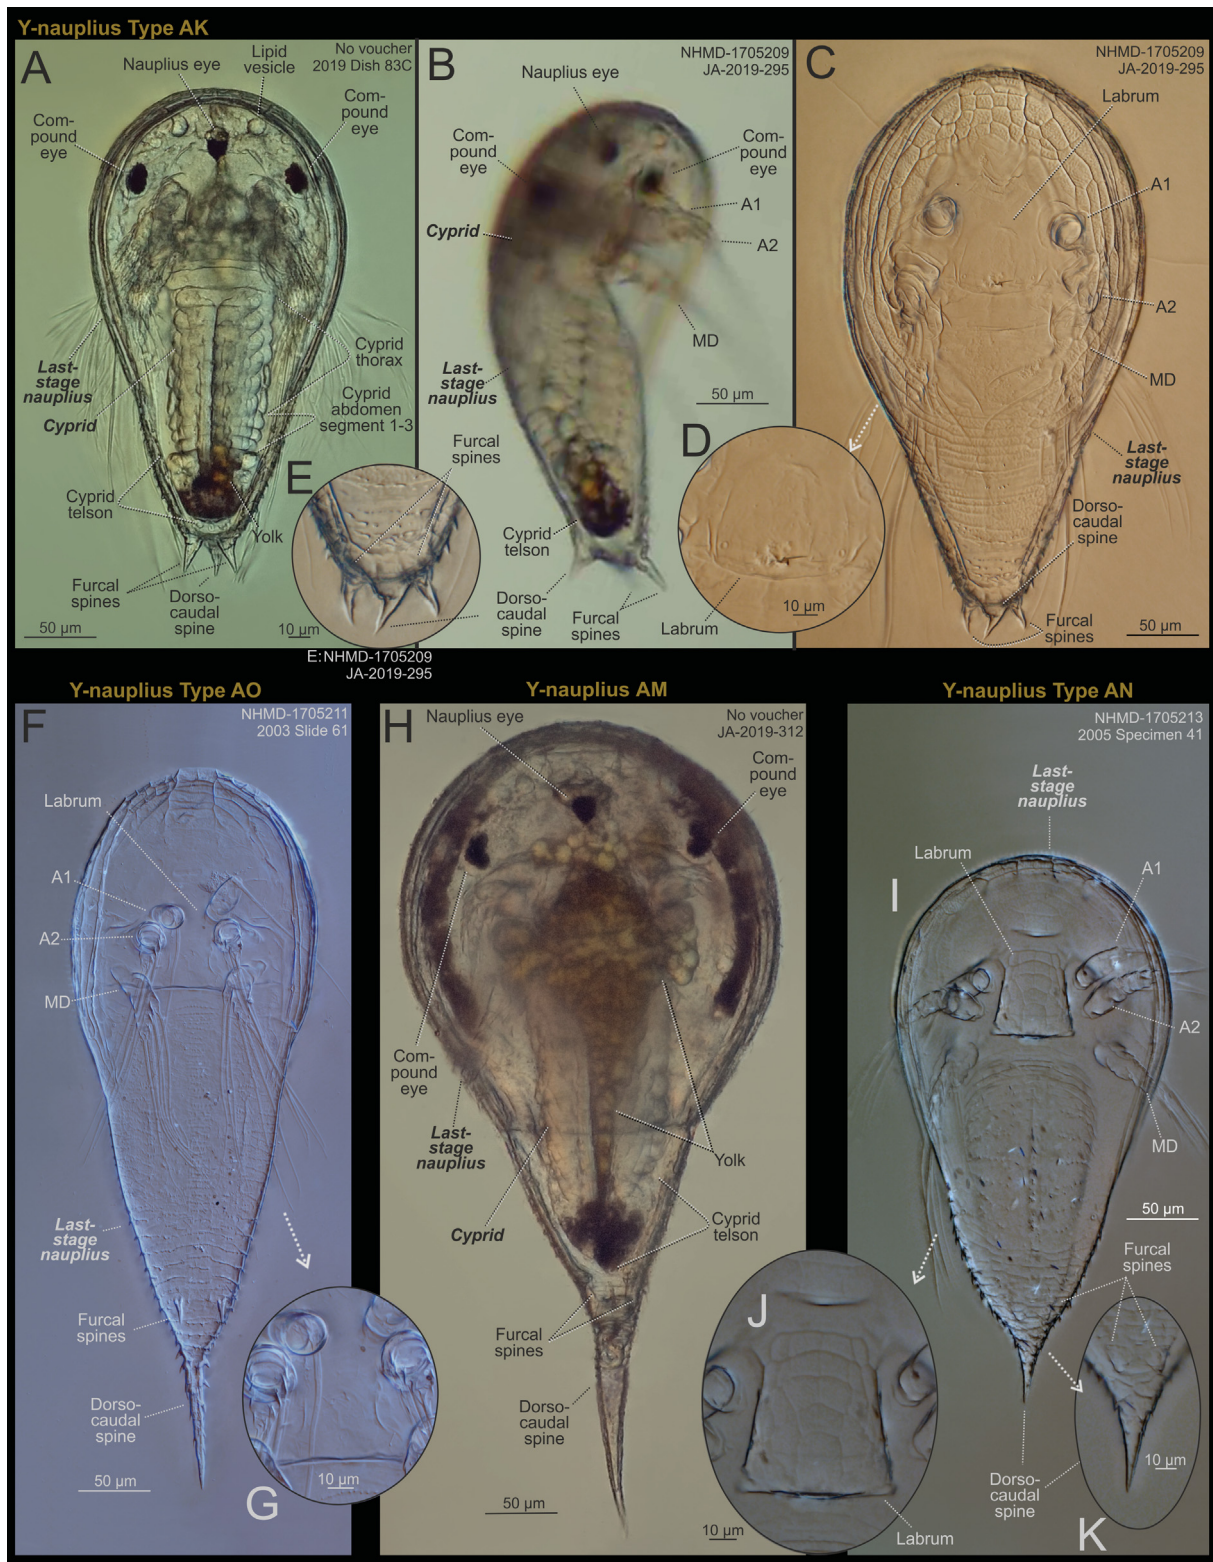 Y-nauplius Type AK
A
No voucher
2019 Dish 83C
Lipid
vesicle
Nauplius eye
Com-
pound
eye
Com-
pound
eye
Last-
stage
nauplius
Cyprid
Cyprid
thorax
Cyprid
abdomen
segment 1-3
Cyprid
telson
Yolk
Furcal
spines
Dorso-
caudal
spine
50 µm
B
NHMD-1705209
JA-2019-295
Nauplius eye
Com-
pound
eye
Com-
pound
eye
A1
A2
Cyprid
MD
Last-
stage
nauplius
50 µm
Furcal
spines
Cyprid
telson
Dorso-
caudal
spine
Furcal
spines
E
10 µm
E:NHMD-1705209
JA-2019-295
C
NHMD-1705209
JA-2019-295
Labrum
A1
A2
MD
Last-
stage
nauplius
Dorso-
caudal
spine
Furcal
spines
50 µm
D
10 µm
Labrum
Y-nauplius Type AO
F
NHMD-1705211
2003 Slide 61
Labrum
A1
A2
MD
Last-
stage
nauplius
Furcal
spines
Dorso-
caudal
spine
50 µm
G
10 µm
Y-nauplius AM
H
Nauplius eye
No voucher
JA-2019-312
Com-
pound
eye
Com-
pound
eye
Last-
stage
nauplius
Yolk
Cyprid
Cyprid
telson
Furcal
spines
Dorso-
caudal
spine
50 µm
Y-nauplius Type AN
NHMD-1705213
2005 Specimen 41
Last-
stage
nauplius
Labrum
A1
I
A2
MD
50 µm
Furcal
spines
J
10 µm
Labrum
Dorso-
caudal
spine
10 µm
K